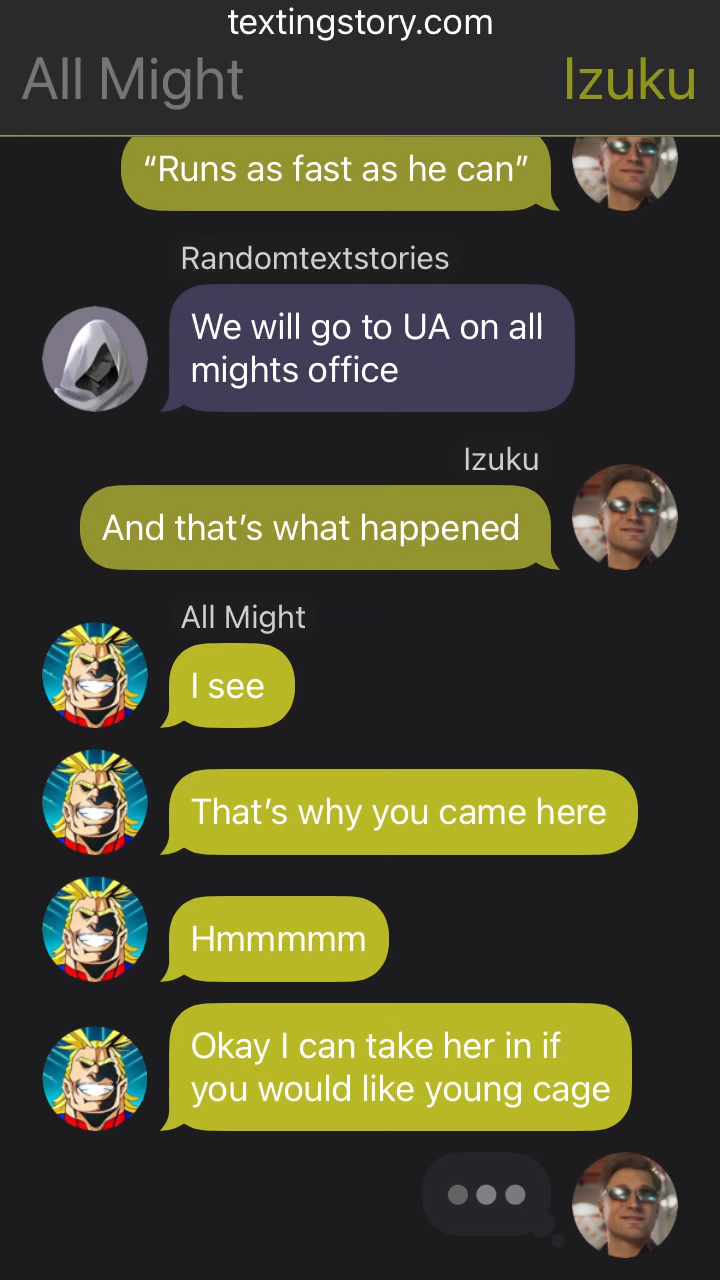 textingstory.com
All Might
Izuku
“Runs as fast as he can”
Randomtextstories
We will go to UA on all
mights office
Izuku
And that’s what happened
All Might
I see
That’s why you came here
Hmmmmm
Okay I can take her in if
you would like young cage